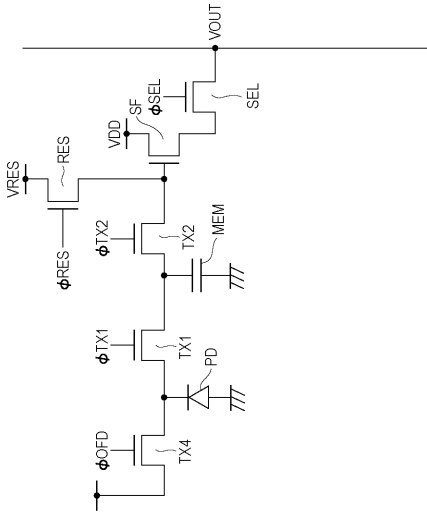 VOUT
ϕSEL
SEL
SF
VDD
VRES
RES
ϕRES
ϕTX2
TX2
MEM
ϕTX1
TX1
PD
ϕOFD
TX4